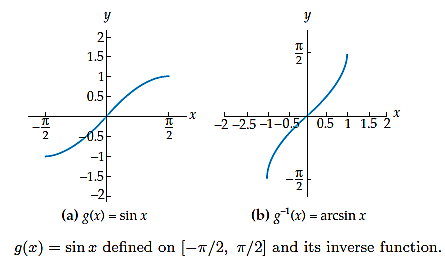 y
2
1.5
1
0.5
x
−π/2
π/2
−0.5
−1
−1.5
−2
(a) g(x) = sin x
y
π/2
x
−2 −2.5 −1 −0.5 0.5 1 1.5 2
−π/2
(b) g⁻¹(x) = arcsin x
g(x) = sin x defined on [−π/2, π/2] and its inverse function.